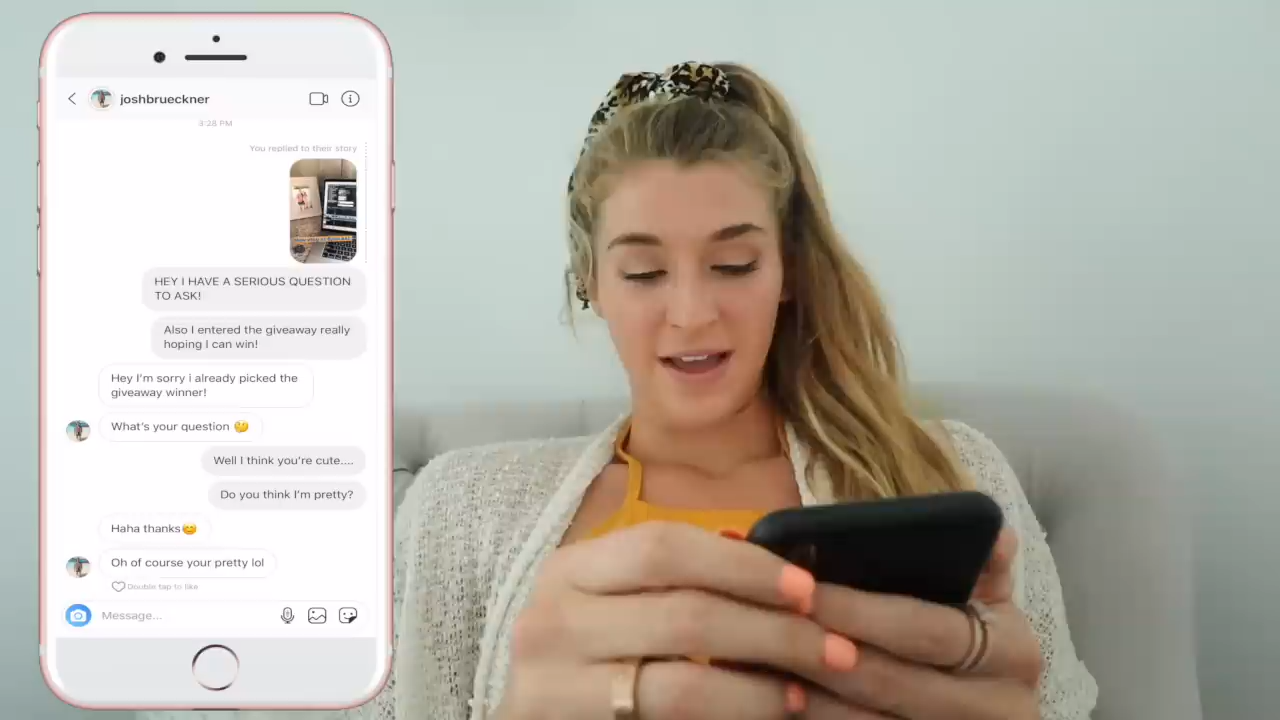 joshbrueckner
3:28 PM
You replied to their story
HEY I HAVE A SERIOUS QUESTION
TO ASK!
Also I entered the giveaway really
hoping I can win!
Hey I'm sorry i already picked the
giveaway winner!
What's your question 🤔
Well I think you're cute....
Do you think I'm pretty?
Haha thanks😊
Oh of course your pretty lol
Double tap to like
Message...